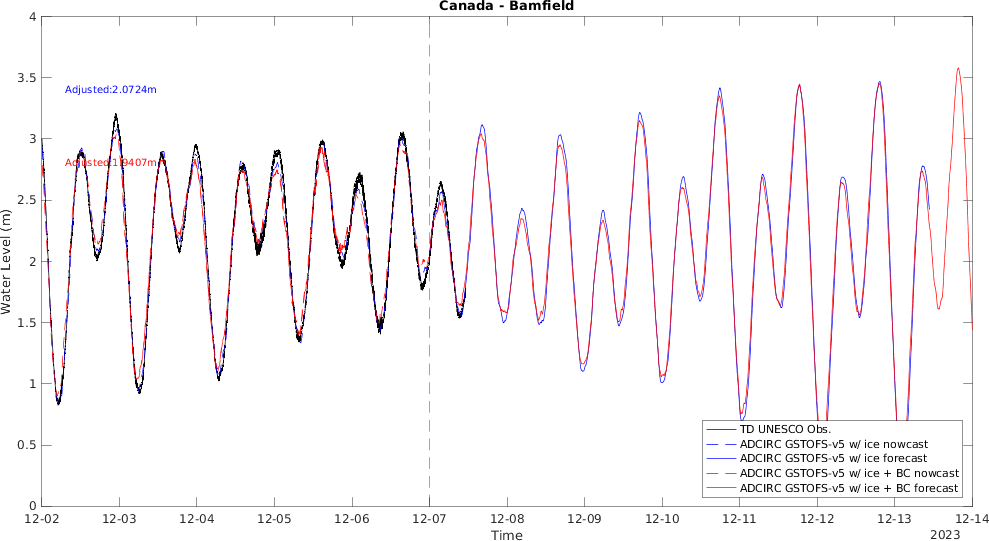 Canada - Bamfield
4
3.5
3
2.5
2
1.5
1
0.5
0
Water Level (m)
Adjusted:2.0724m
Adjusted:1.9407m
TD UNESCO Obs.
ADCIRC GSTOFS-v5 w/ ice nowcast
ADCIRC GSTOFS-v5 w/ ice forecast
ADCIRC GSTOFS-v5 w/ ice + BC nowcast
ADCIRC GSTOFS-v5 w/ ice + BC forecast
12-02 12-03 12-04 12-05 12-06 12-07 12-08 12-09 12-10 12-11 12-12 12-13 12-14
Time
2023